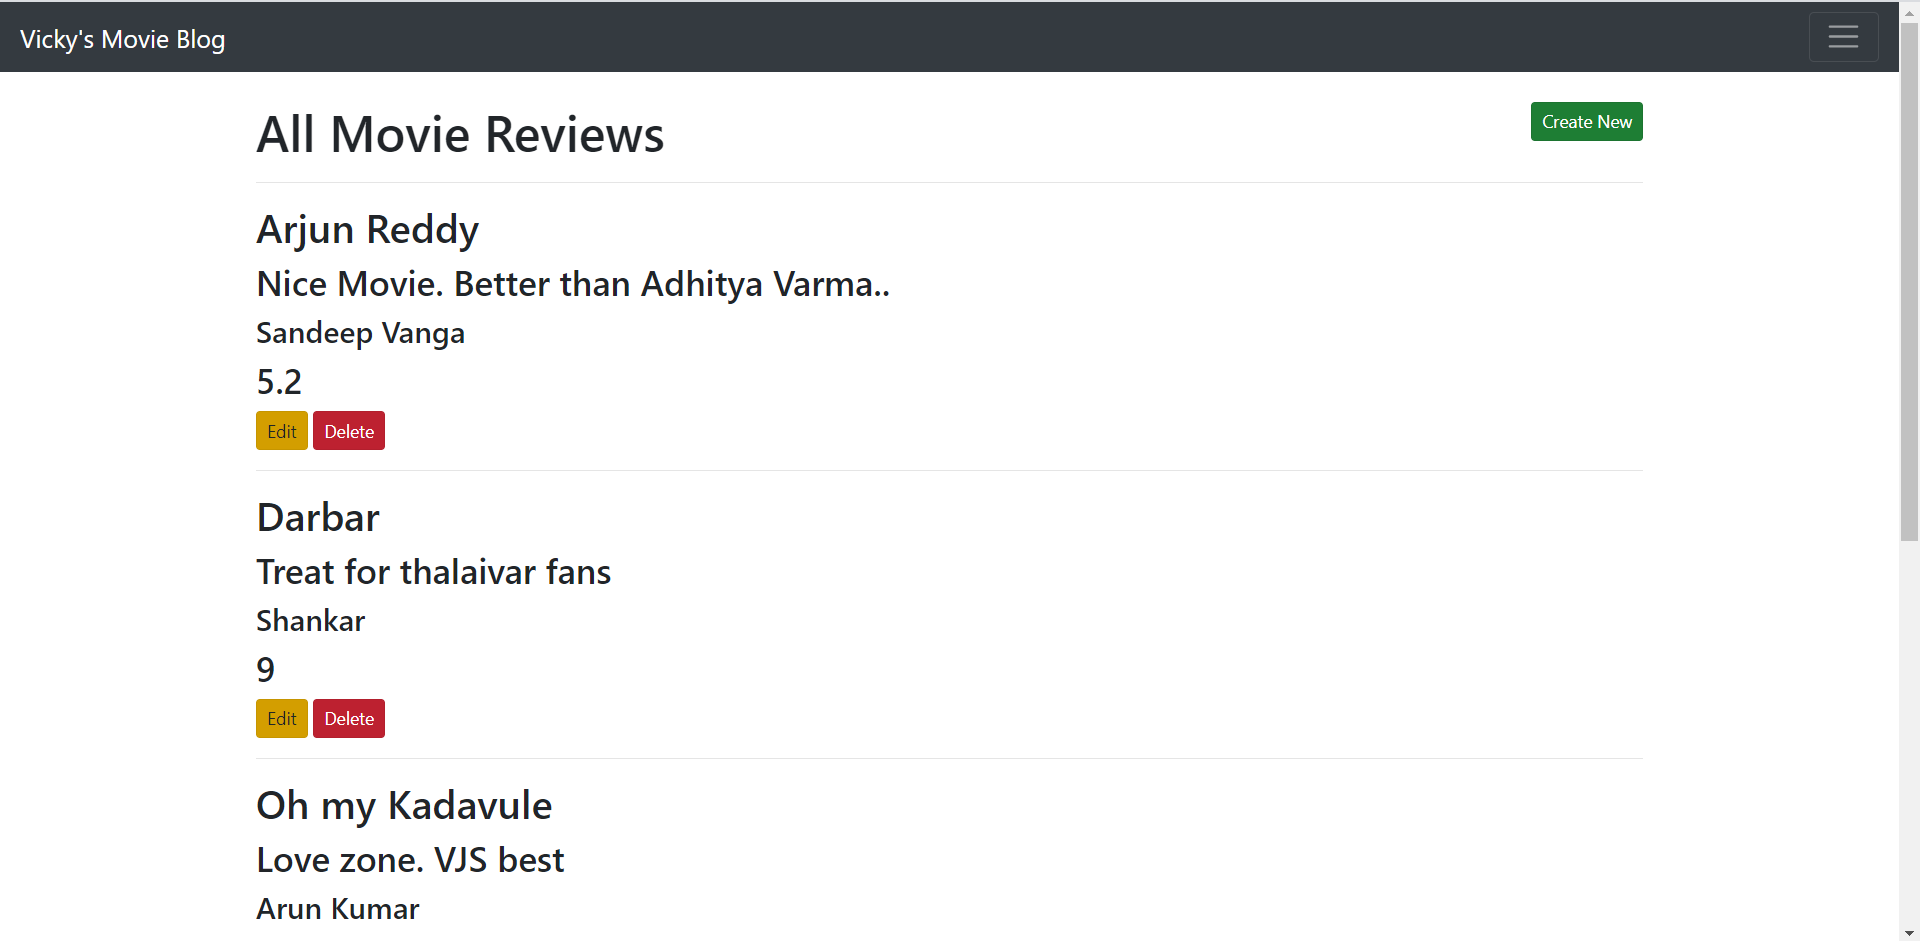 Vicky's Movie Blog
All Movie Reviews
Create New
Arjun Reddy
Nice Movie. Better than Adhitya Varma..
Sandeep Vanga
5.2
Edit Delete
Darbar
Treat for thalaivar fans
Shankar
9
Edit Delete
Oh my Kadavule
Love zone. VJS best
Arun Kumar